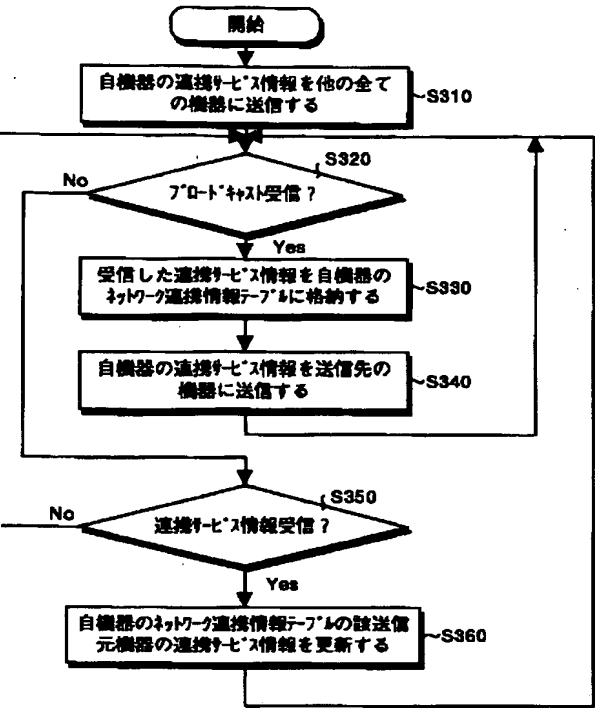 開始
自機器の連携ｻｰﾋﾞｽ情報を他の全て
の機器に送信する
S310
S320
No
ﾌﾞﾛｰﾄﾞｷｬｽﾄ受信？
Yes
受信した連携ｻｰﾋﾞｽ情報を自機器の
ﾈｯﾄﾜｰｸ連携情報ﾃｰﾌﾞﾙに格納する
S330
自機器の連携ｻｰﾋﾞｽ情報を送信先の
機器に送信する
S340
S350
No
連携ｻｰﾋﾞｽ情報受信？
Yes
自機器のﾈｯﾄﾜｰｸ連携情報ﾃｰﾌﾞﾙの該送信
元機器の連携ｻｰﾋﾞｽ情報を更新する
S360